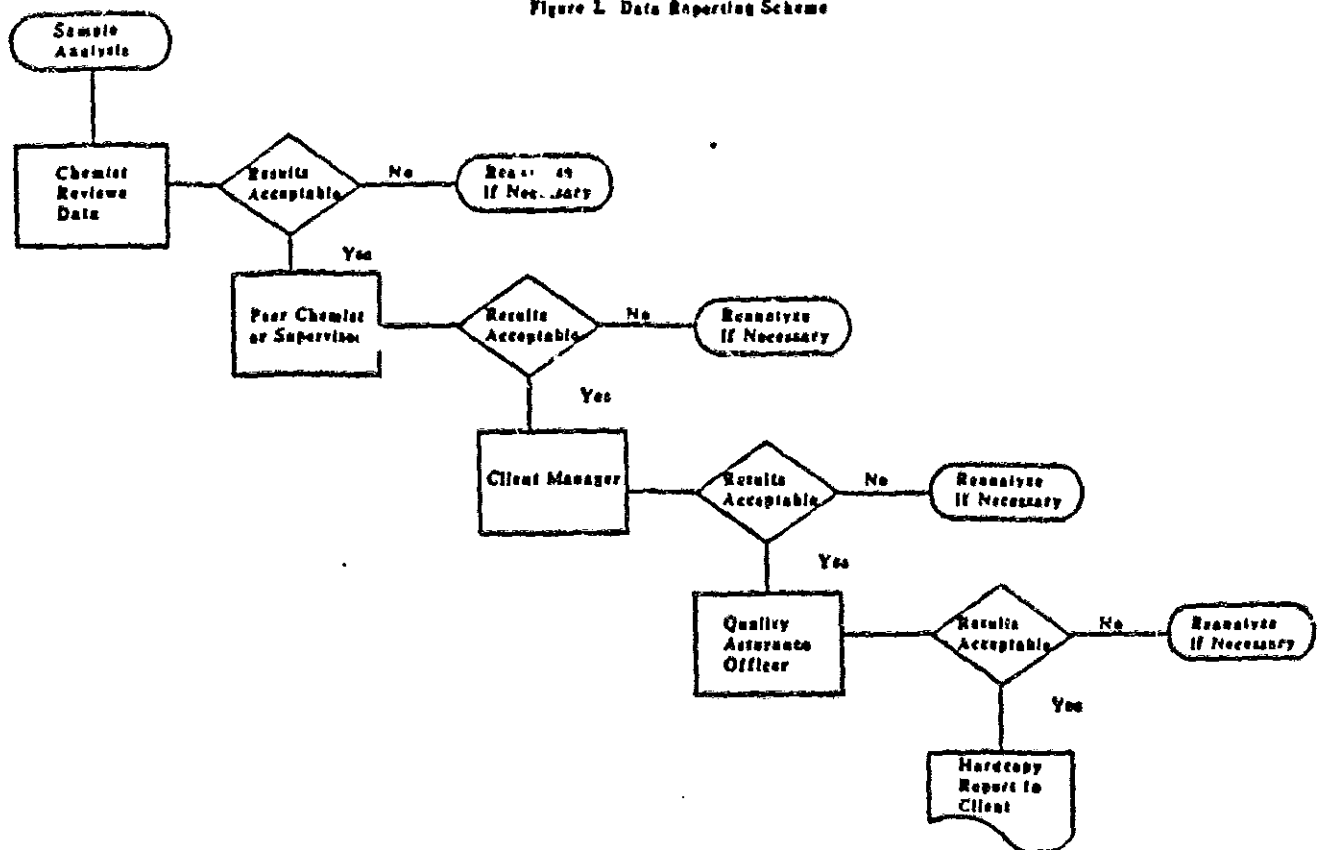 Figure 2. Data Reporting Scheme
Sample
Analysis
Chemist
Reviews
Data
Results
Acceptable
No
If Necessary
Yes
Peer Chemist
or Supervisor
Results
Acceptable
No
Reanalyze
If Necessary
Yes
Client Manager
Results
Acceptable
No
Reanalyze
If Necessary
Yes
Quality
Assurance
Officer
Results
Acceptable
No
Reanalyze
If Necessary
Yes
Hardcopy
Report to
Client